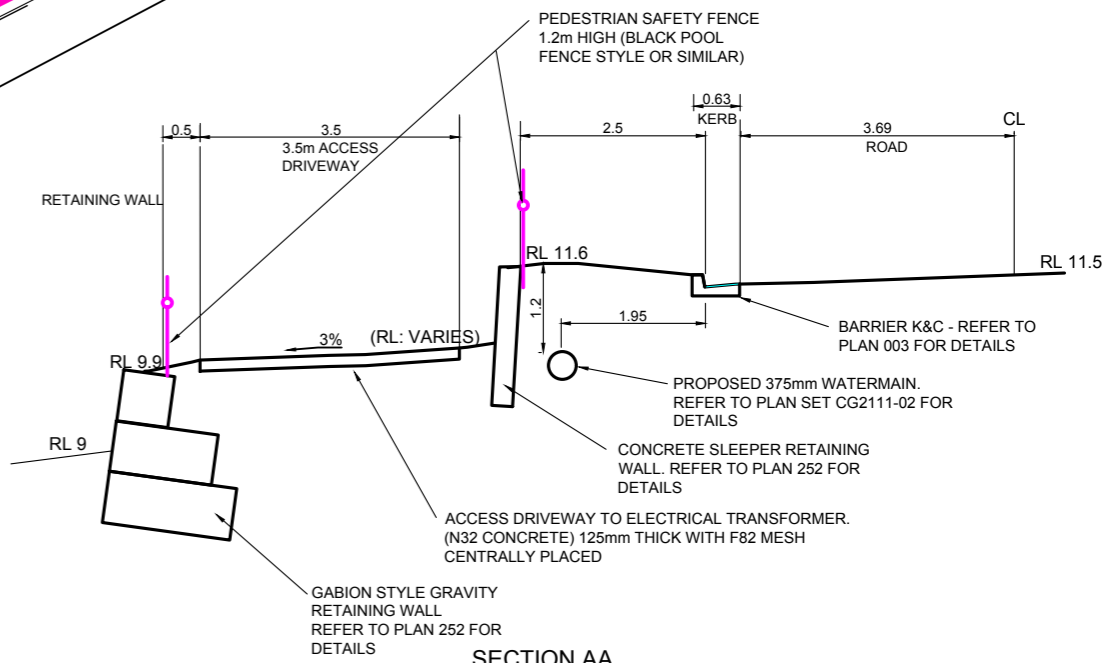 PEDESTRIAN SAFETY FENCE
1.2m HIGH (BLACK POOL
FENCE STYLE OR SIMILAR)
0.63
KERB
CL
0.5
3.5
3.5m ACCESS
DRIVEWAY
2.5
3.69
ROAD
RETAINING WALL
RL 11.6
RL 11.5
1.2
1.95
3%
(RL: VARIES)
BARRIER K&C - REFER TO
PLAN 003 FOR DETAILS
RL 9.9
PROPOSED 375mm WATERMAIN.
REFER TO PLAN SET CG2111-02 FOR
DETAILS
RL 9
CONCRETE SLEEPER RETAINING
WALL. REFER TO PLAN 252 FOR
DETAILS
ACCESS DRIVEWAY TO ELECTRICAL TRANSFORMER.
(N32 CONCRETE) 125mm THICK WITH F82 MESH
CENTRALLY PLACED
GABION STYLE GRAVITY
RETAINING WALL
REFER TO PLAN 252 FOR
DETAILS
SECTION AA